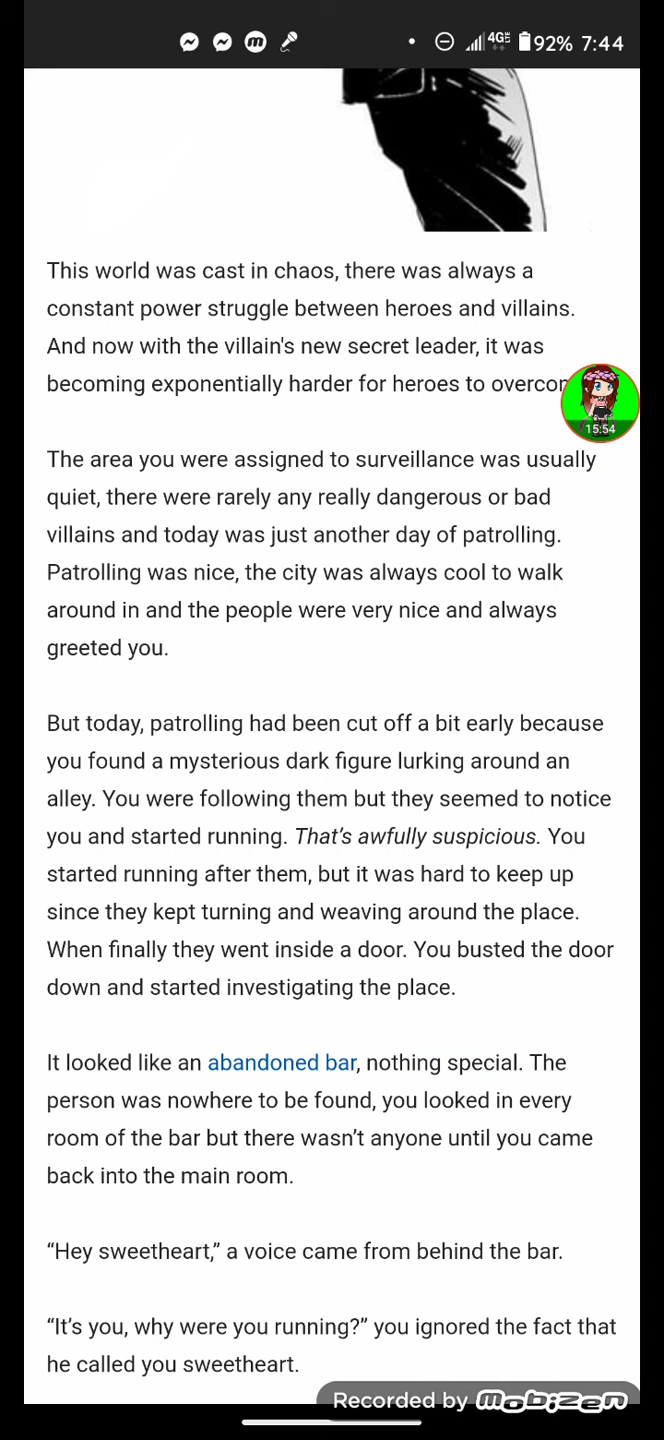 4GE 92% 7:44
This world was cast in chaos, there was always a
constant power struggle between heroes and villains.
And now with the villain's new secret leader, it was
becoming exponentially harder for heroes to
15:54
The area you were assigned to surveillance was usually
quiet, there were rarely any really dangerous or bad
villains and today was just another day of patrolling.
Patrolling was nice, the city was always cool to walk
around in and the people were very nice and always
greeted you.
But today, patrolling had been cut off a bit early because
you found a mysterious dark figure lurking around an
alley. You were following them but they seemed to notice
you and started running. That’s awfully suspicious. You
started running after them, but it was hard to keep up
since they kept turning and weaving around the place.
When finally they went inside a door. You busted the door
down and started investigating the place.
It looked like an abandoned bar, nothing special. The
person was nowhere to be found, you looked in every
room of the bar but there wasn’t anyone until you came
back into the main room.
“Hey sweetheart,” a voice came from behind the bar.
“It’s you, why were you running?” you ignored the fact that
he called you sweetheart.
Recorded by mobizen